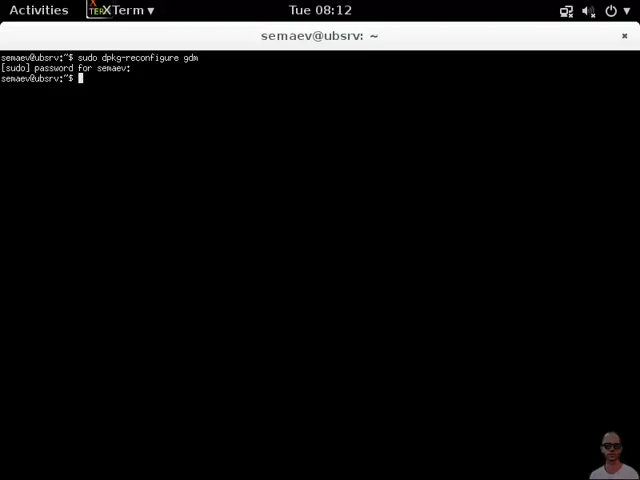 Activities XTerm ▾ Tue 08:12
semaev@ubsrv: ~
semaev@ubsrv:~$ sudo dpkg-reconfigure gdm
[sudo] password for semaev:
semaev@ubsrv:~$